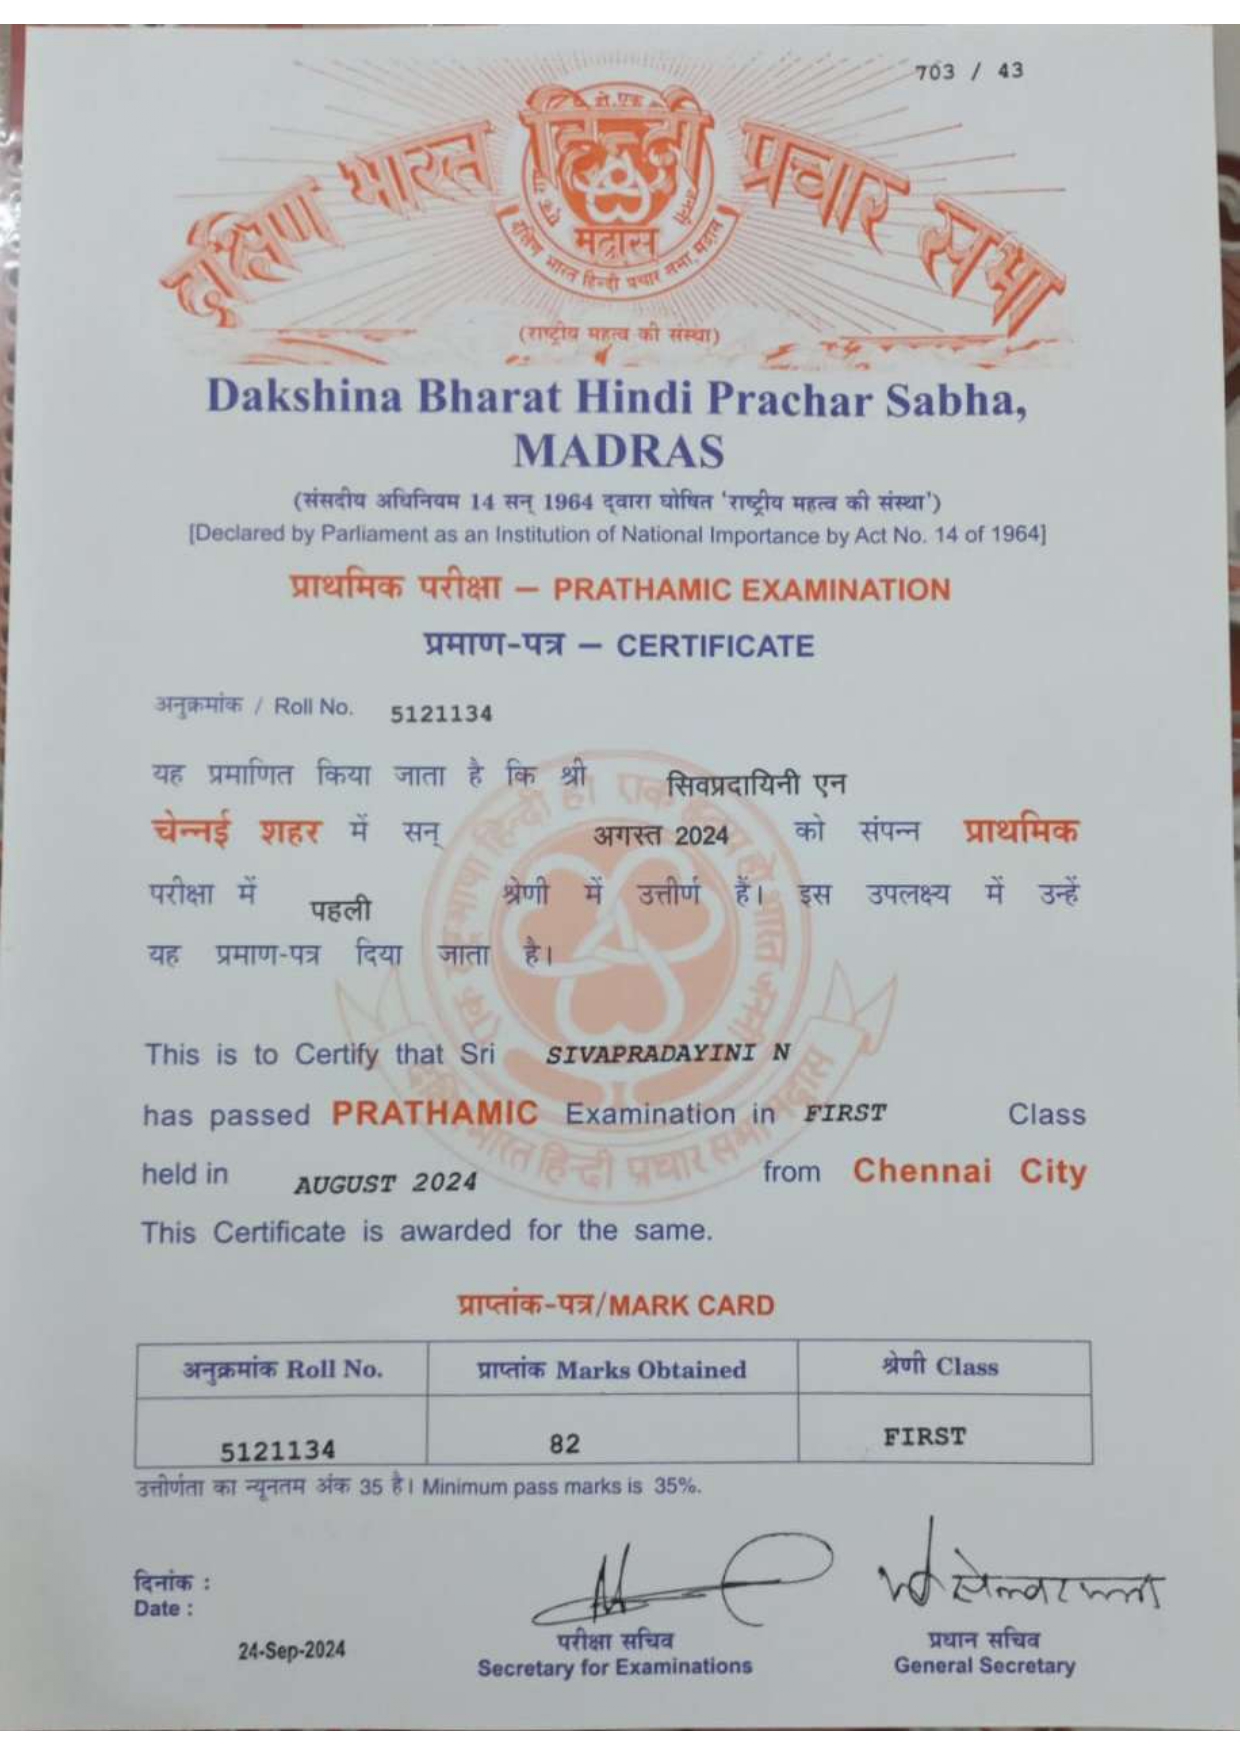 703 / 43
दक्षिण भारत हिन्दी प्रचार सभा
मद्रास
दक्षिण भारत हिन्दी प्रचार सभा, मद्रास
(राष्ट्रीय महत्व की संस्था)
Dakshina Bharat Hindi Prachar Sabha,
MADRAS
(संसदीय अधिनियम 14 सन् 1964 द्वारा घोषित 'राष्ट्रीय महत्व की संस्था')
[Declared by Parliament as an Institution of National Importance by Act No. 14 of 1964]
प्राथमिक परीक्षा – PRATHAMIC EXAMINATION
प्रमाण-पत्र – CERTIFICATE
अनुक्रमांक / Roll No. 5121134
यह प्रमाणित किया जाता है कि श्री सिवप्रदायिनी एन
चेन्नई शहर में सन् अगस्त 2024 को संपन्न प्राथमिक
परीक्षा में पहली श्रेणी में उत्तीर्ण हैं। इस उपलक्ष्य में उन्हें
यह प्रमाण-पत्र दिया जाता है।
This is to Certify that Sri SIVAPRADAYINI N
has passed PRATHAMIC Examination in FIRST Class
held in AUGUST 2024 from Chennai City
This Certificate is awarded for the same.
प्राप्तांक-पत्र/MARK CARD
अनुक्रमांक Roll No. प्राप्तांक Marks Obtained श्रेणी Class
5121134 82 FIRST
उत्तीर्णता का न्यूनतम अंक 35 है। Minimum pass marks is 35%.
दिनांक :
Date :
24-Sep-2024
परीक्षा सचिव
Secretary for Examinations
प्रधान सचिव
General Secretary